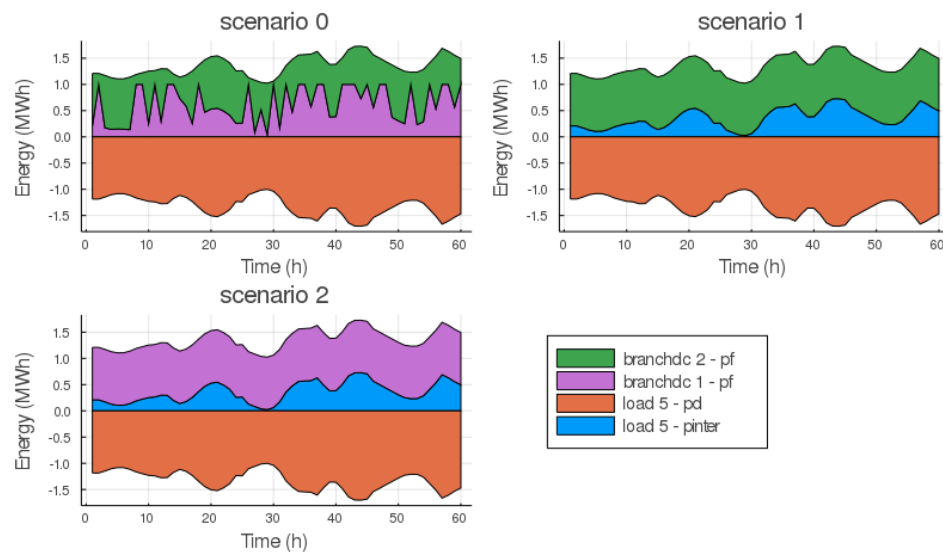 scenario 0
1.5
1.0
0.5
0.0
-0.5
-1.0
-1.5
Energy (MWh)
0 10 20 30 40 50 60
Time (h)
scenario 1
1.5
1.0
0.5
0.0
-0.5
-1.0
-1.5
Energy (MWh)
0 10 20 30 40 50 60
Time (h)
scenario 2
1.5
1.0
0.5
0.0
-0.5
-1.0
-1.5
Energy (MWh)
0 10 20 30 40 50 60
Time (h)
branchdc 2 - pf
branchdc 1 - pf
load 5 - pd
load 5 - pinter